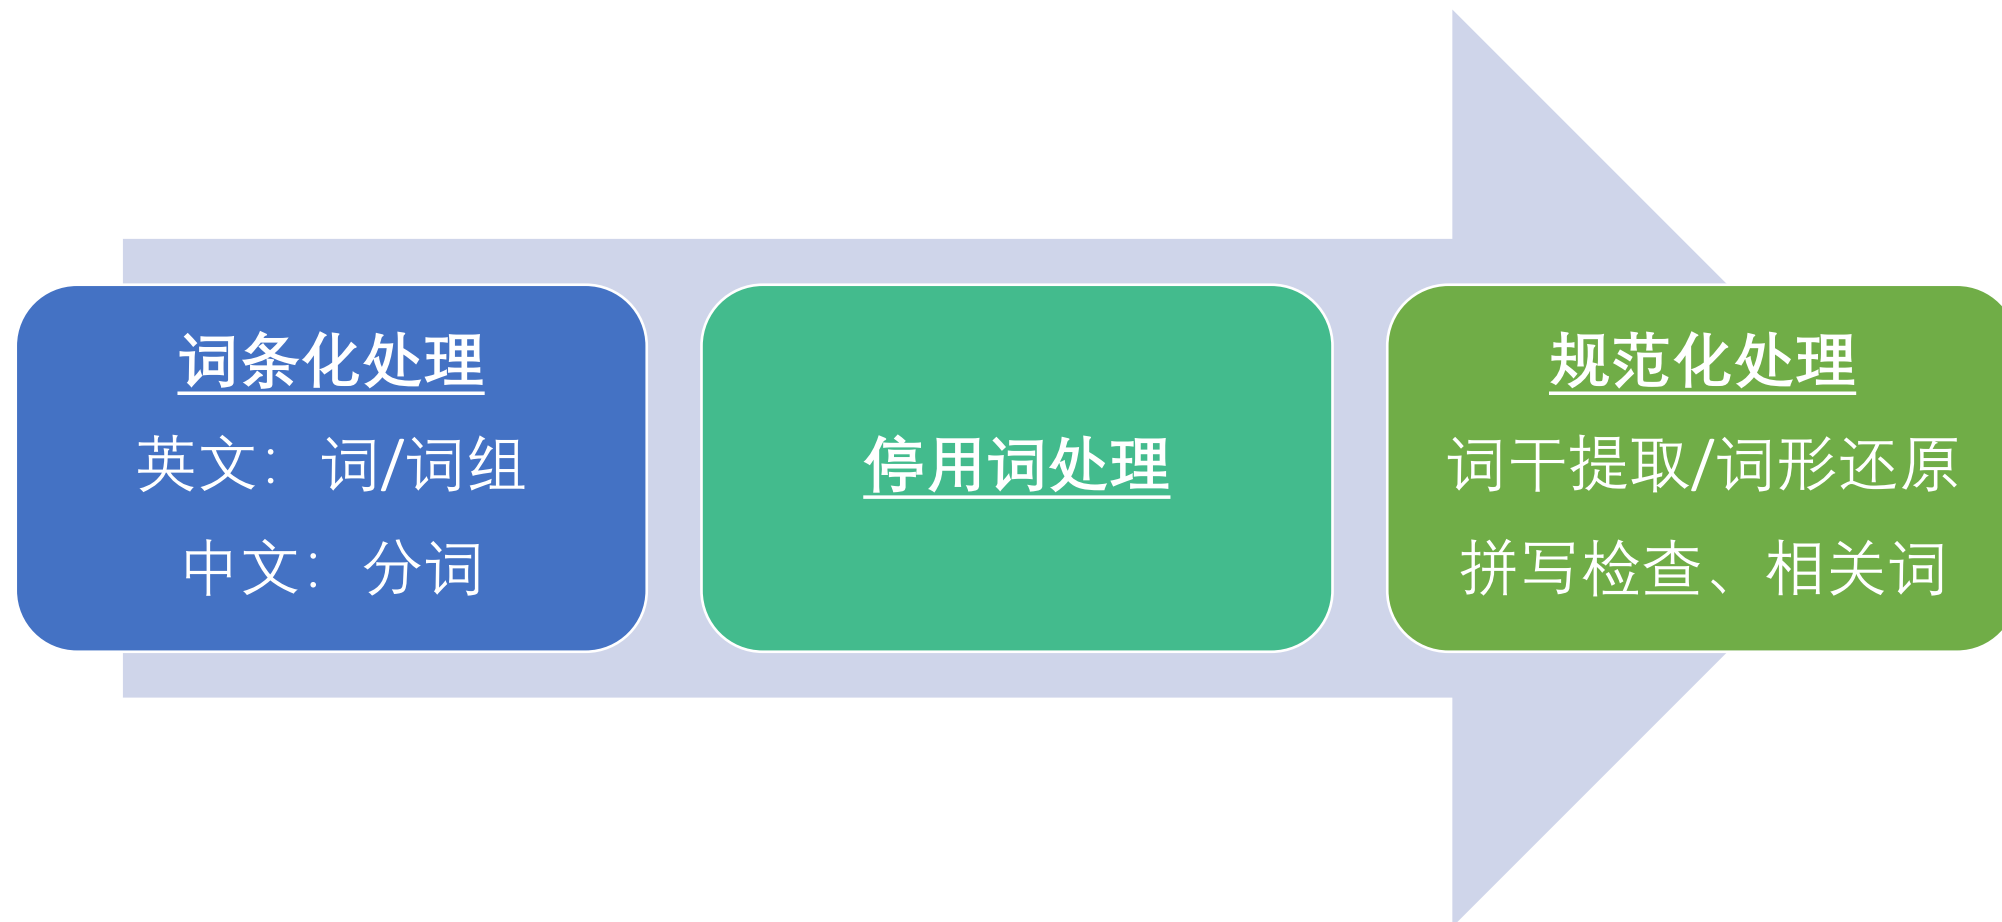 词条化处理
英文：词/词组
中文：分词
停用词处理
规范化处理
词干提取/词形还原
拼写检查、相关词